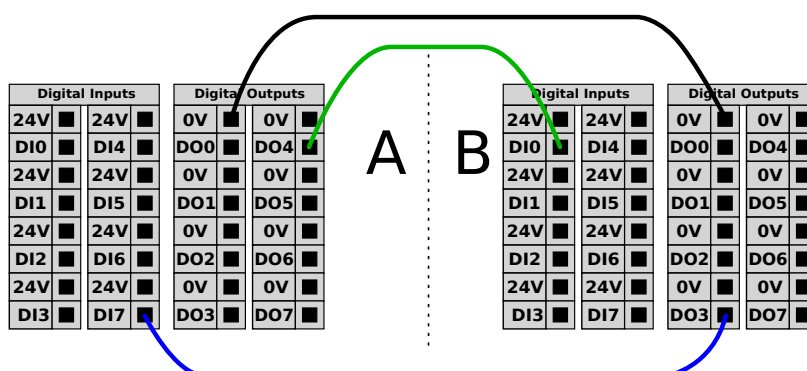 Digital Inputs Digital Outputs Digital Inputs Digital Outputs
24V 24V 0V 0V 24V 24V 0V 0V
DI0 DI4 DO0 DO4 A B DI0 DI4 DO0 DO4
24V 24V 0V 0V 24V 24V 0V 0V
DI1 DI5 DO1 DO5 DI1 DI5 DO1 DO5
24V 24V 0V 0V 24V 24V 0V 0V
DI2 DI6 DO2 DO6 DI2 DI6 DO2 DO6
24V 24V 0V 0V 24V 24V 0V 0V
DI3 DI7 DO3 DO7 DI3 DI7 DO3 DO7